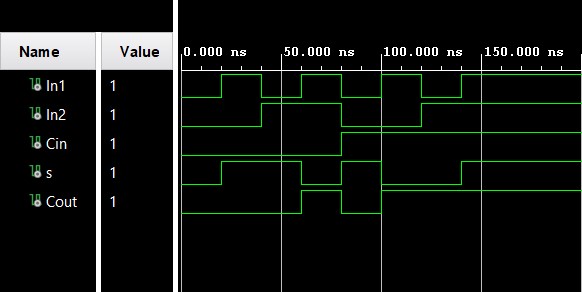 Name Value 0.000 ns 50.000 ns 100.000 ns 150.000 ns
In1 1
In2 1
Cin 1
s 1
Cout 1